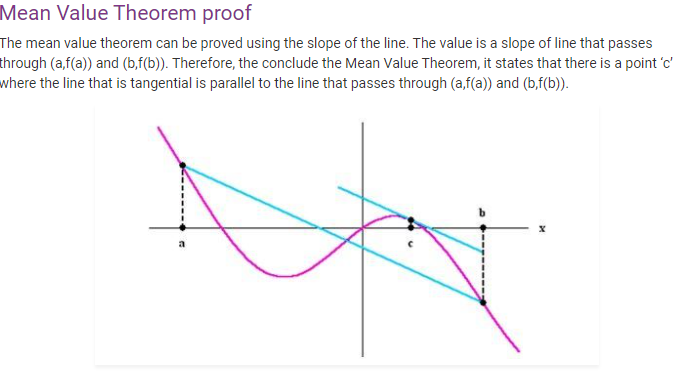 Mean Value Theorem proof
The mean value theorem can be proved using the slope of the line. The value is a slope of line that passes
through (a,f(a)) and (b,f(b)). Therefore, the conclude the Mean Value Theorem, it states that there is a point ‘c’
where the line that is tangential is parallel to the line that passes through (a,f(a)) and (b,f(b)).
b
x
a
c